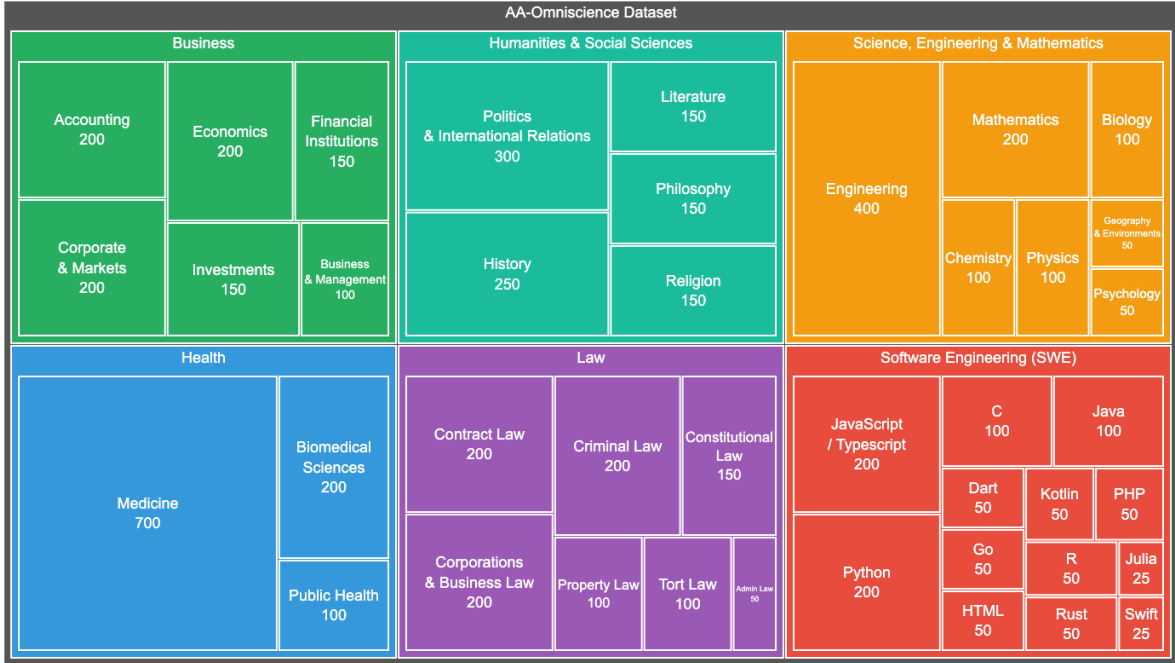 AA-Omniscience Dataset
Business
Accounting
200
Economics
200
Financial
Institutions
150
Corporate
& Markets
200
Investments
150
Business
& Management
100
Humanities & Social Sciences
Politics
& International Relations
300
Literature
150
Philosophy
150
History
250
Religion
150
Science, Engineering & Mathematics
Engineering
400
Mathematics
200
Biology
100
Chemistry
100
Physics
100
Geography
& Environments
50
Psychology
50
Health
Medicine
700
Biomedical
Sciences
200
Public Health
100
Law
Contract Law
200
Criminal Law
200
Constitutional
Law
150
Corporations
& Business Law
200
Property Law
100
Tort Law
100
Admin Law
50
Software Engineering (SWE)
JavaScript
/ Typescript
200
Python
200
C
100
Java
100
Dart
50
Kotlin
50
PHP
50
Go
50
R
50
Julia
25
HTML
50
Rust
50
Swift
25